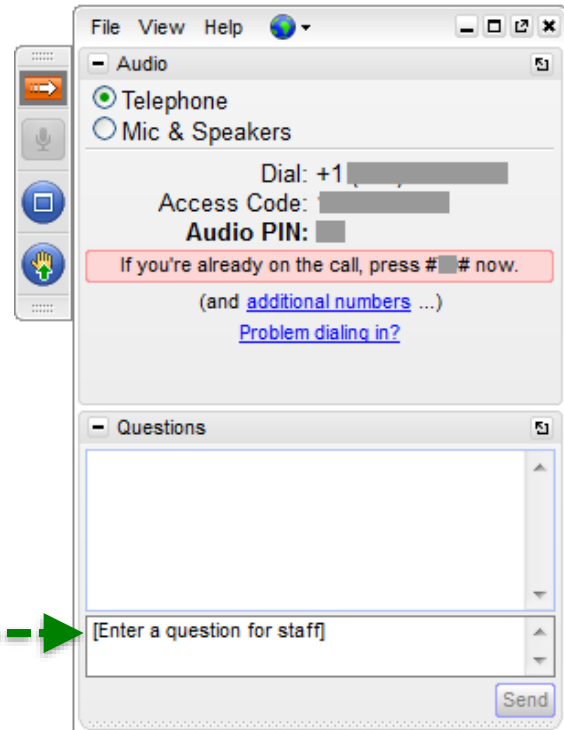 File View Help
Audio
Telephone
Mic & Speakers
Dial: +1
Access Code:
Audio PIN:
If you're already on the call, press # # now.
(and additional numbers ...)
Problem dialing in?
Questions
[Enter a question for staff]
Send